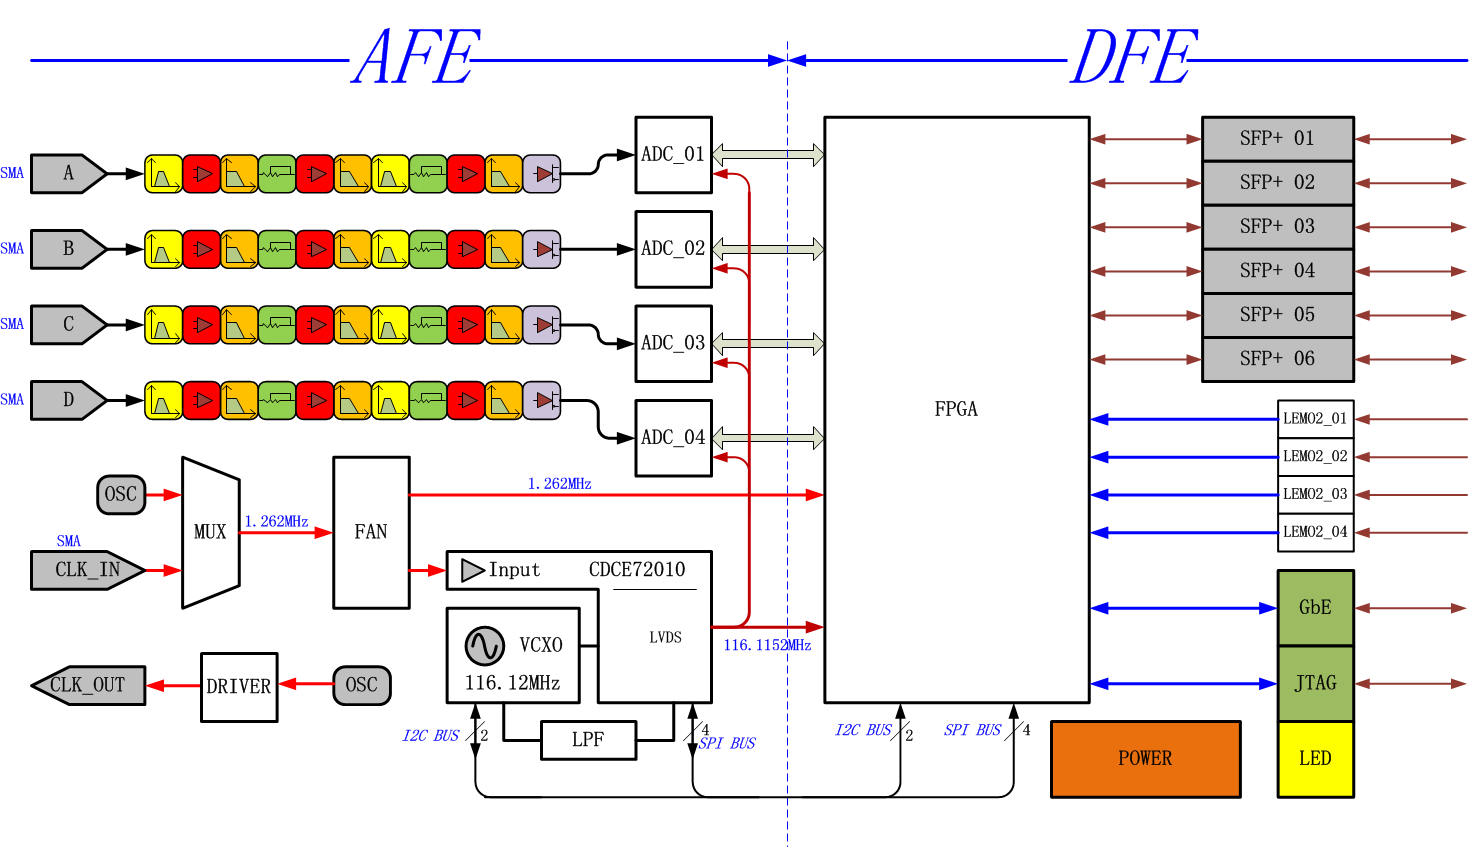 AFE
DFE
SMA
A
ADC_01
SMA
B
ADC_02
SMA
C
ADC_03
SMA
D
ADC_04
FPGA
SFP+ 01
SFP+ 02
SFP+ 03
SFP+ 04
SFP+ 05
SFP+ 06
LEMO2_01
LEMO2_02
LEMO2_03
LEMO2_04
OSC
MUX
1.262MHz
FAN
1.262MHz
SMA
CLK_IN
Input
CDCE72010
LVDS
116.1152MHz
VCXO
116.12MHz
CLK_OUT
DRIVER
OSC
LPF
I2C BUS
2
4
SPI BUS
I2C BUS
2
SPI BUS
4
GbE
JTAG
LED
POWER